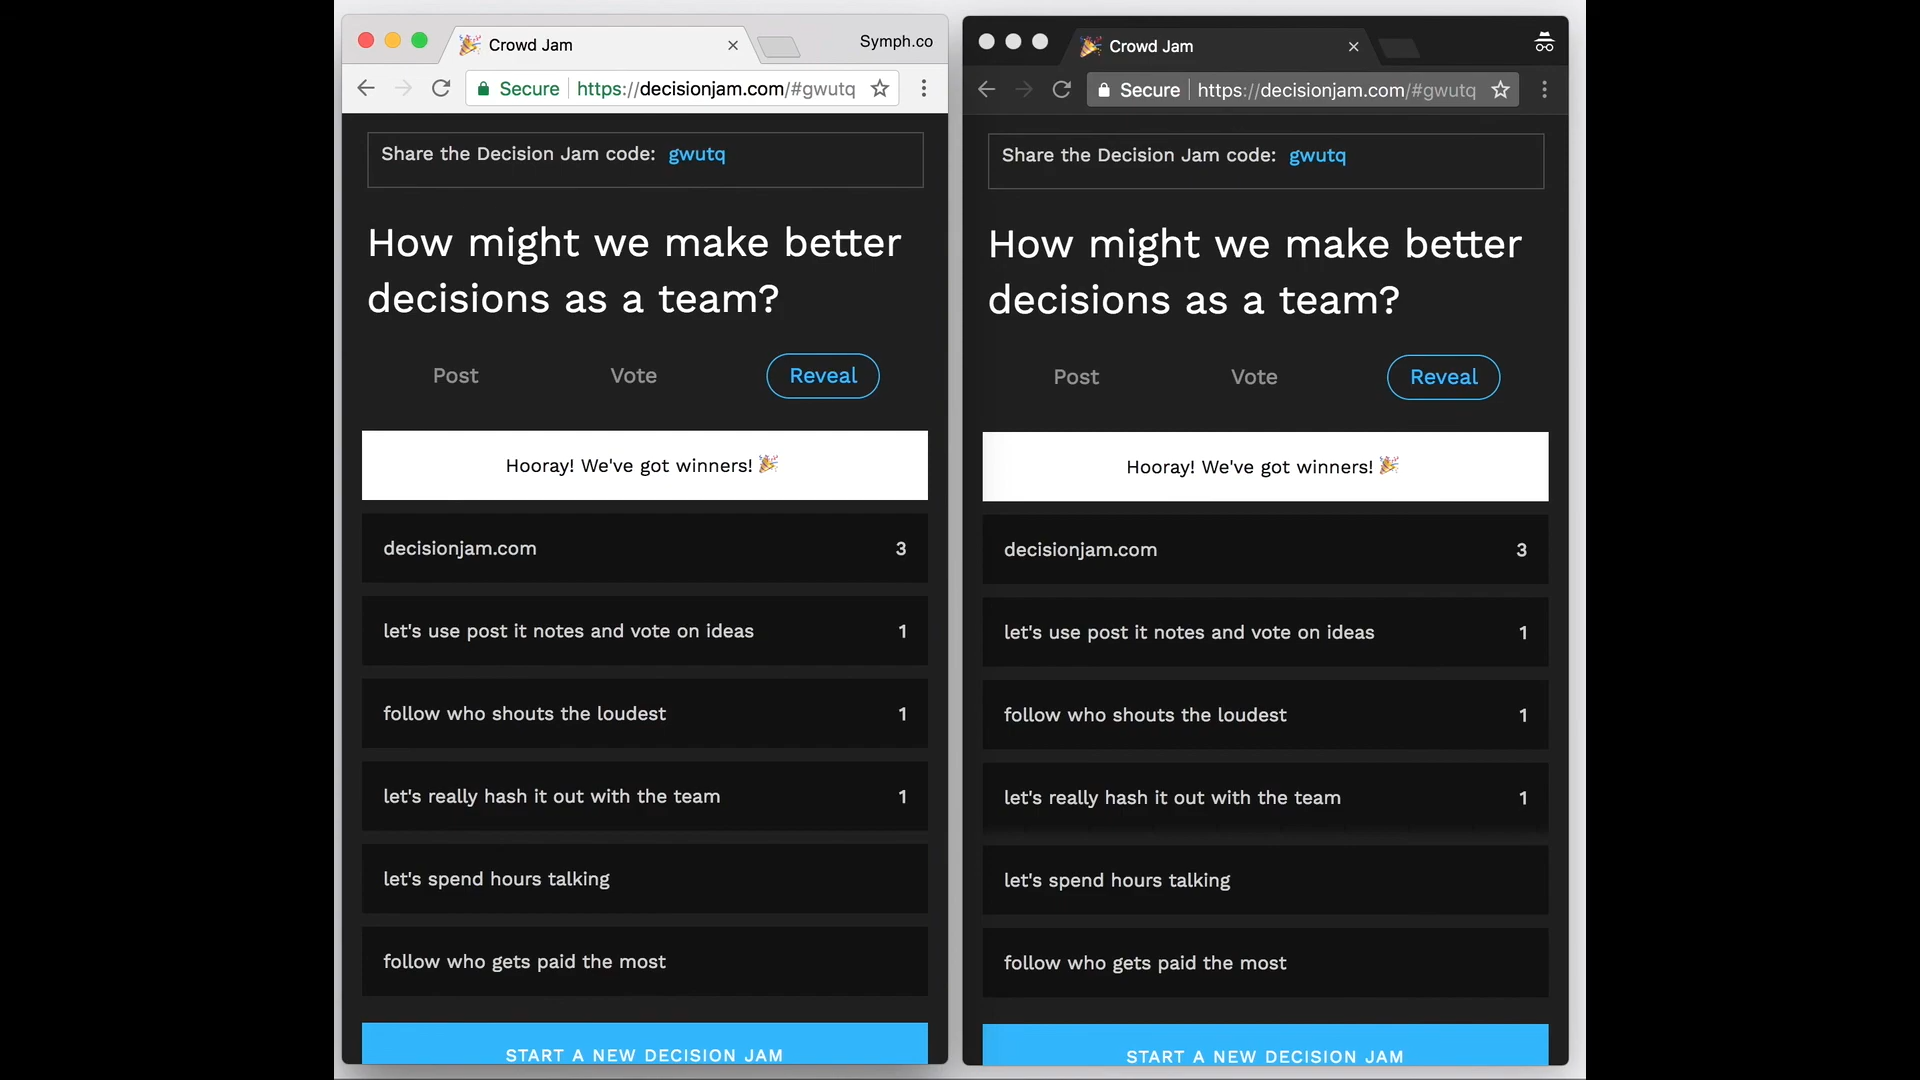 Crowd Jam
Symph.co
Secure https://decisionjam.com/#gwutq
Share the Decision Jam code: gwutq
How might we make better
decisions as a team?
Post Vote Reveal
Hooray! We've got winners! 🎉
decisionjam.com 3
let's use post it notes and vote on ideas 1
follow who shouts the loudest 1
let's really hash it out with the team 1
let's spend hours talking
follow who gets paid the most
START A NEW DECISION JAM
Crowd Jam
Secure https://decisionjam.com/#gwutq
Share the Decision Jam code: gwutq
How might we make better
decisions as a team?
Post Vote Reveal
Hooray! We've got winners! 🎉
decisionjam.com 3
let's use post it notes and vote on ideas 1
follow who shouts the loudest 1
let's really hash it out with the team 1
let's spend hours talking
follow who gets paid the most
START A NEW DECISION JAM